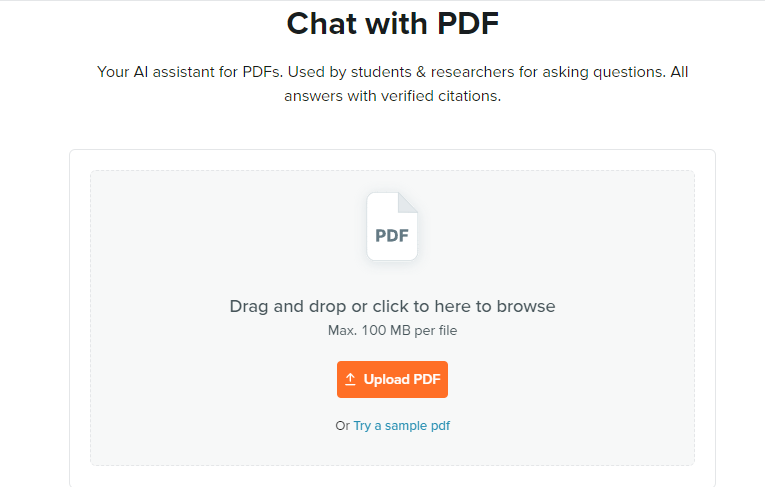 Chat with PDF
Your AI assistant for PDFs. Used by students & researchers for asking questions. All
answers with verified citations.
PDF
Drag and drop or click to here to browse
Max. 100 MB per file
Upload PDF
Or Try a sample pdf